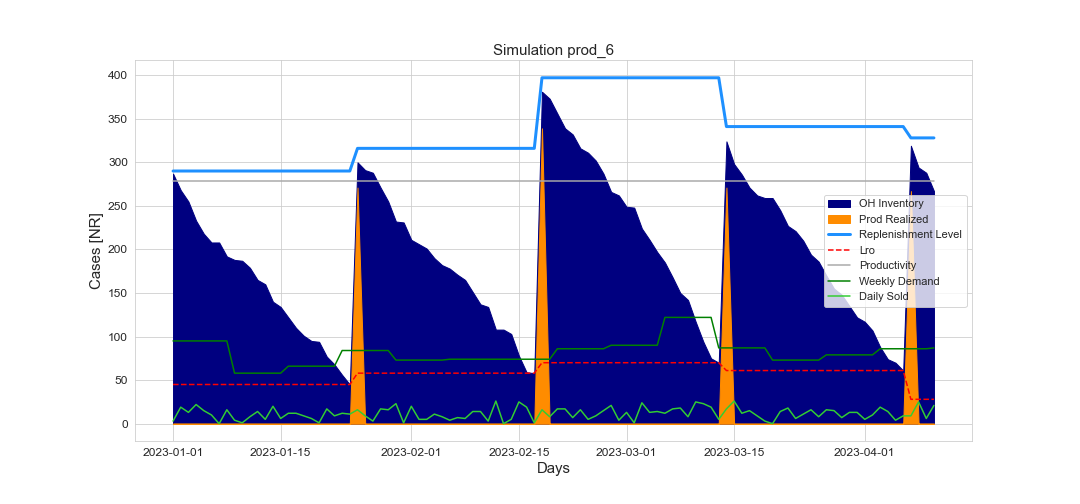 Simulation prod_6
Cases [NR]
400
350
300
250
200
150
100
50
0
OH Inventory
Prod Realized
Replenishment Level
Lro
Productivity
Weekly Demand
Daily Sold
2023-01-01 2023-01-15 2023-02-01 2023-02-15 2023-03-01 2023-03-15 2023-04-01
Days